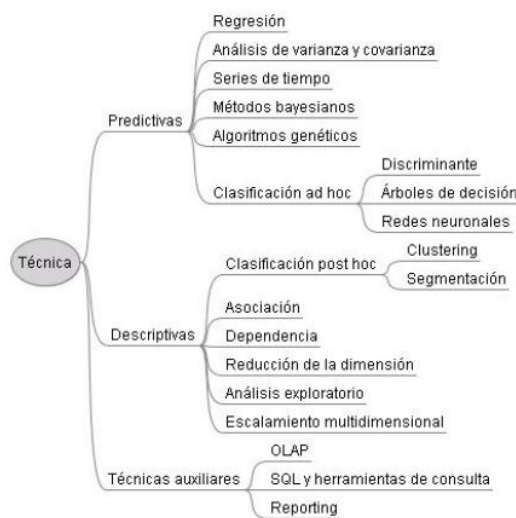 Regresión
Análisis de varianza y covarianza
Series de tiempo
Métodos bayesianos
Predictivas
Algoritmos genéticos
Discriminante
Clasificación ad hoc
Árboles de decisión
Redes neuronales
Técnica
Clustering
Clasificación post hoc
Segmentación
Asociación
Descriptivas
Dependencia
Reducción de la dimensión
Análisis exploratorio
Escalamiento multidimensional
OLAP
Técnicas auxiliares
SQL y herramientas de consulta
Reporting